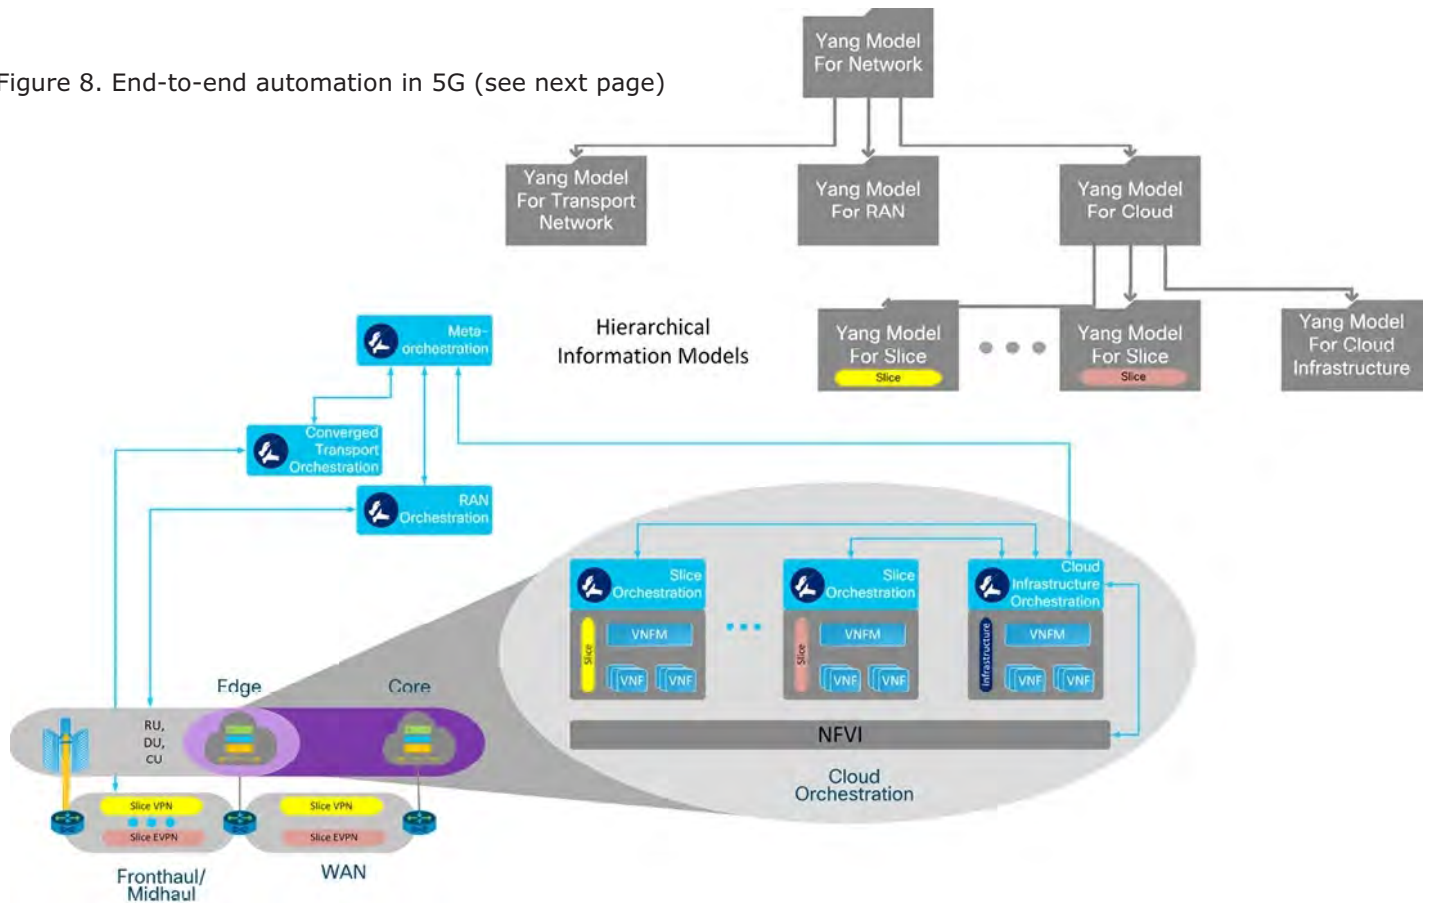 Yang Model
For Network
Figure 8. End-to-end automation in 5G (see next page)
Yang Model
For Transport
Network
Yang Model
For RAN
Yang Model
For Cloud
Hierarchical
Information Models
Yang Model
For Slice
Slice
Yang Model
For Slice
Slice
Yang Model
For Cloud
Infrastructure
Meta-
orchestration
Converged
Transport
Orchestration
RAN
Orchestration
Slice
Orchestration
Slice
VNFM
VNF
VNF
Slice
Orchestration
Slice
VNFM
VNF
VNF
Cloud
Infrastructure
Orchestration
Infrastructure
VNFM
VNF
VNF
NFVI
Cloud
Orchestration
Edge
Core
RU,
DU,
CU
Slice VPN
Slice EVPN
Slice VPN
Slice EVPN
Fronthaul/
Midhaul
WAN